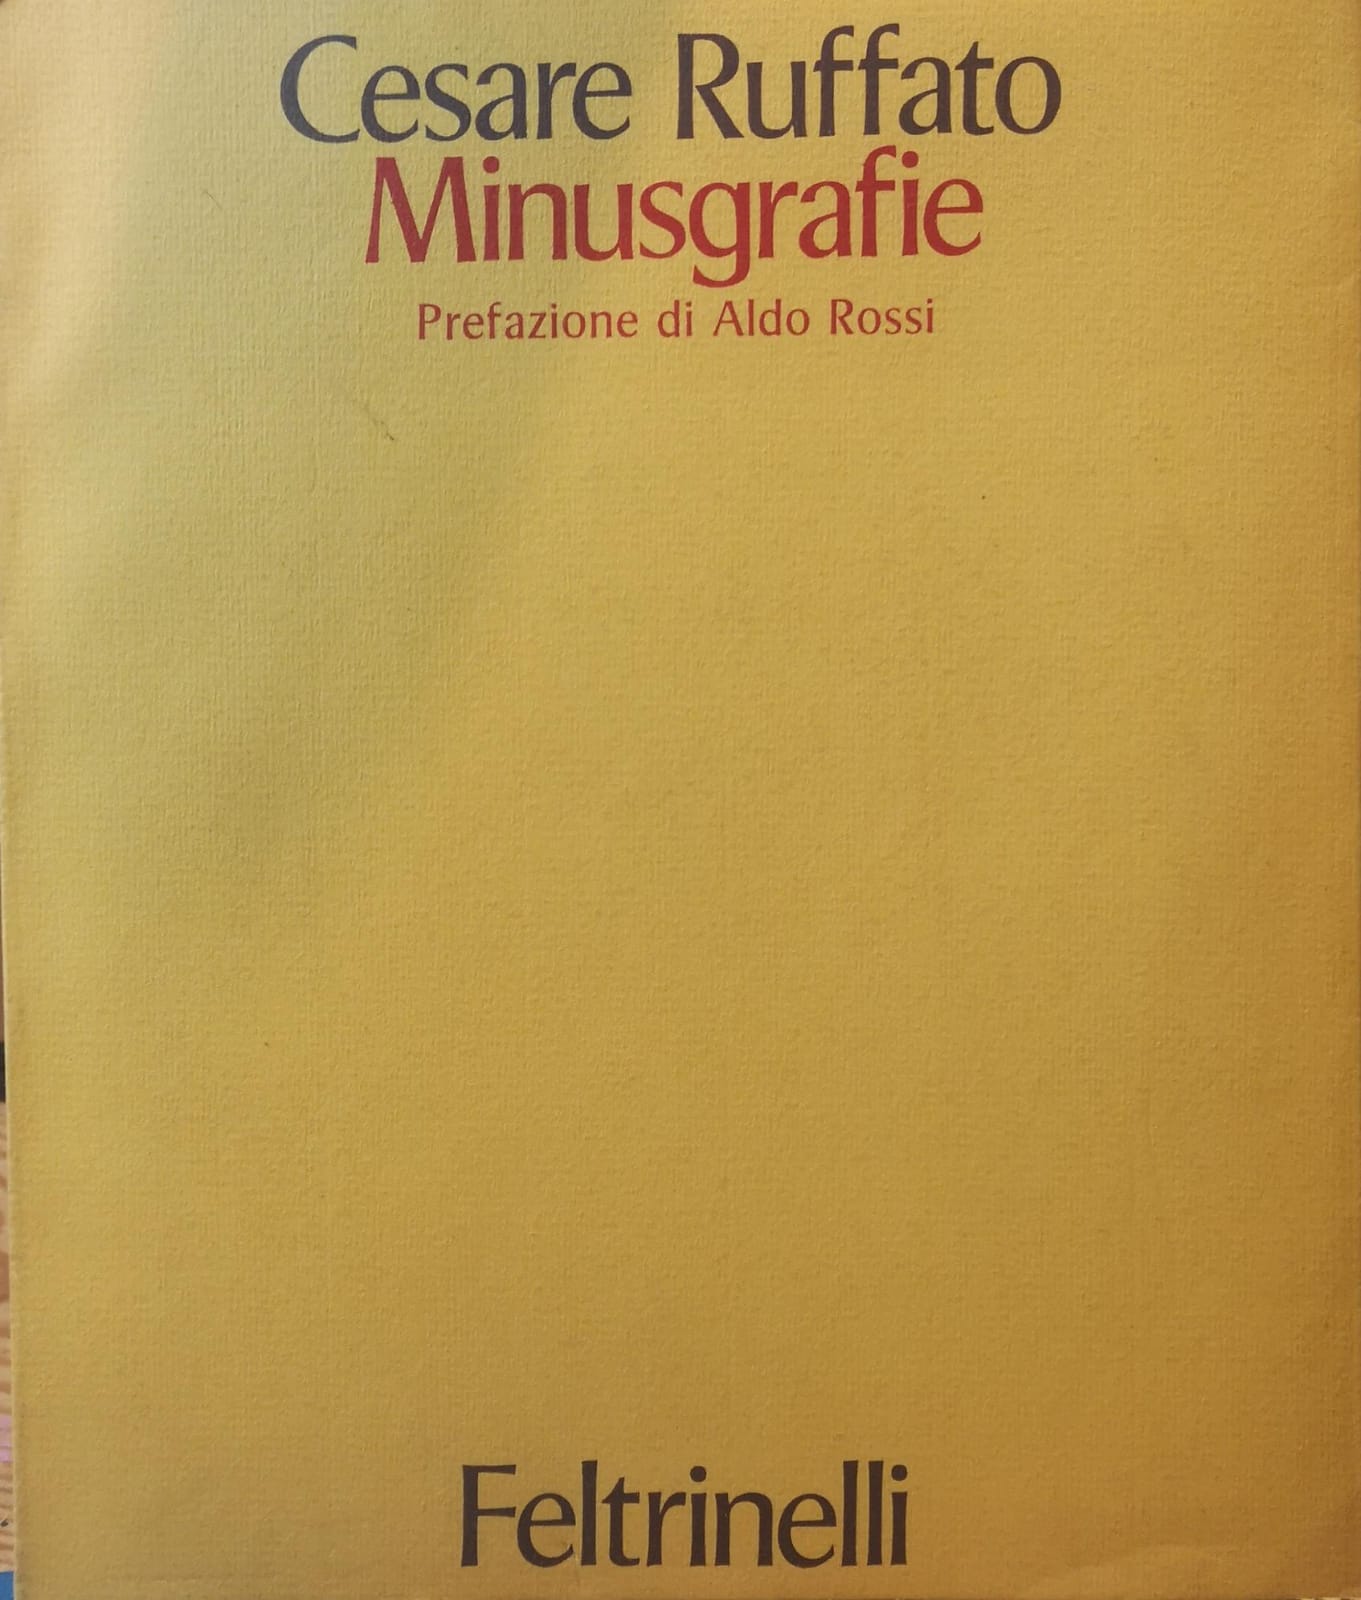 Cesare Ruffato
Minusgrafie
Prefazione di Aldo Rossi
Feltrinelli